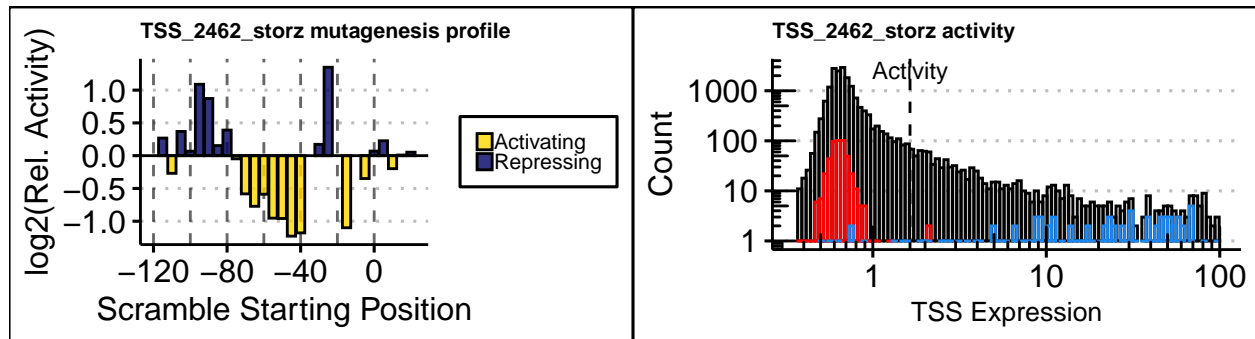 TSS_2462_storz mutagenesis profile
log2(Rel. Activity)
1.0
0.5
0.0
−0.5
−1.0
−120 −80 −40 0
Scramble Starting Position
Activating
Repressing
TSS_2462_storz activity
Activity
Count
1000
100
10
1
1 10 100
TSS Expression